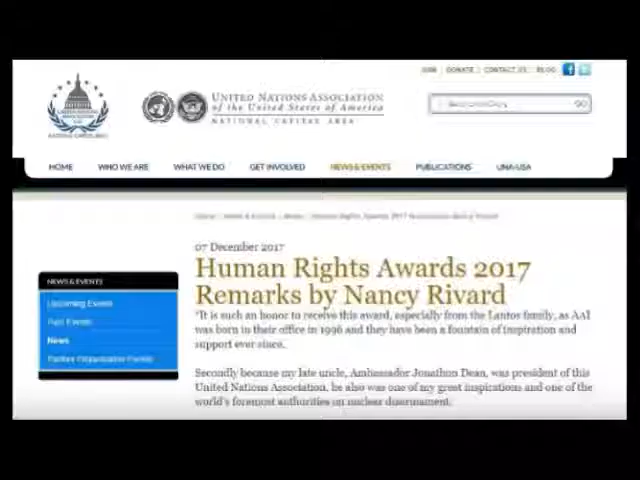 JOIN | DONATE | CONTACT US | BLOG
UNITED NATIONS ASSOCIATION
of the United States of America
NATIONAL CAPITAL AREA
GO
HOME WHO WE ARE WHAT WE DO GET INVOLVED NEWS & EVENTS PUBLICATIONS UNA-USA
07 December 2017
Human Rights Awards 2017
Remarks by Nancy Rivard
"It is such an honor to receive this award, especially from the Lantos family, as AAI
was born in their office in 1996 and they have been a fountain of inspiration and
support ever since.
Secondly because my late uncle, Ambassador Jonathon Dean, was president of this
United Nations Association, he also was one of my great inspirations and one of the
world's foremost authorities on nuclear disarmament.
NEWS & EVENTS
Upcoming Events
Past Events
News
Partner Organization Events